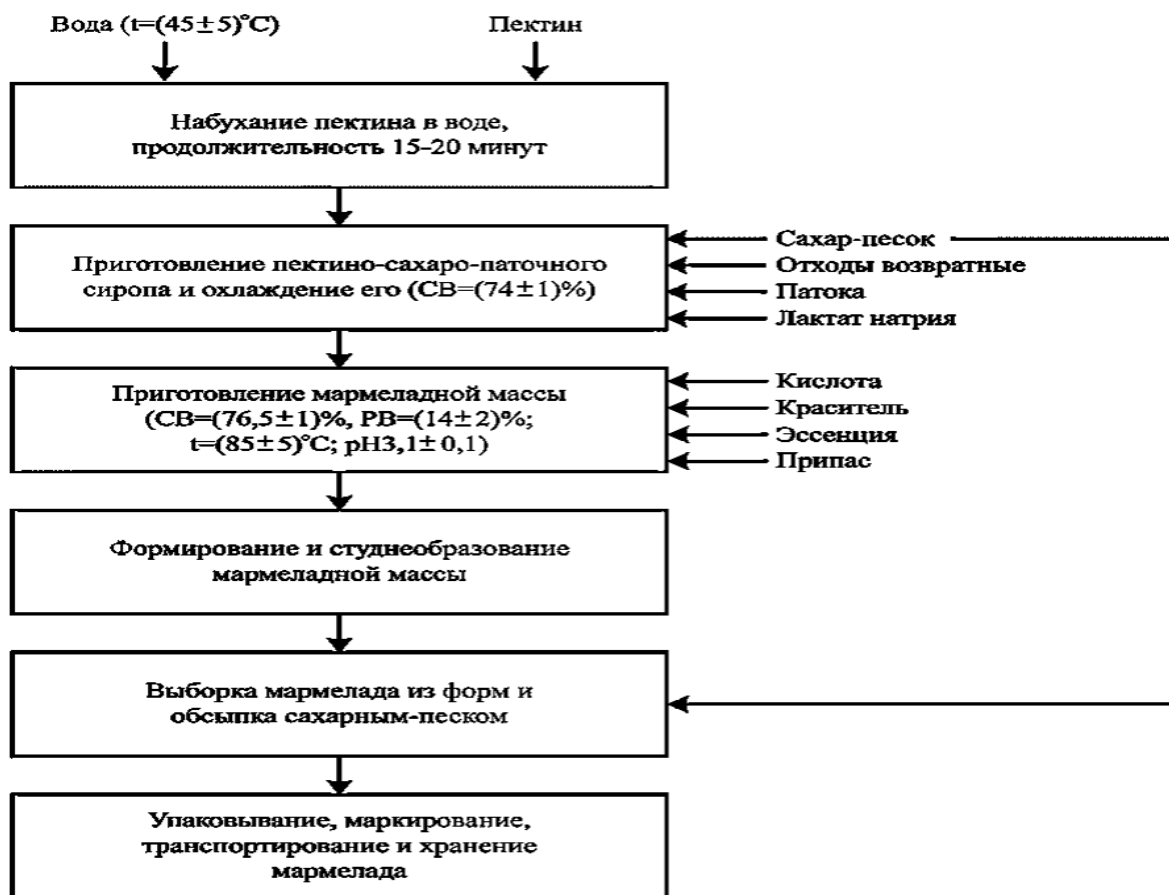 Вода (t=(45±5)°С)
Пектин
Набухание пектина в воде,
продолжительность 15-20 минут
Приготовление пектино-сахаро-паточного
сиропа и охлаждение его (СВ=(74±1)%)
Сахар-песок
Отходы возвратные
Патока
Лактат натрия
Приготовление мармеладной массы
(СВ=(76,5±1)%, РВ=(14±2)%;
t=(85±5)°С; рН3,1±0,1)
Кислота
Краситель
Эссенция
Припас
Формирование и студнеобразование
мармеладной массы
Выборка мармелада из форм и
обсыпка сахарным-песком
Упаковывание, маркирование,
транспортирование и хранение
мармелада